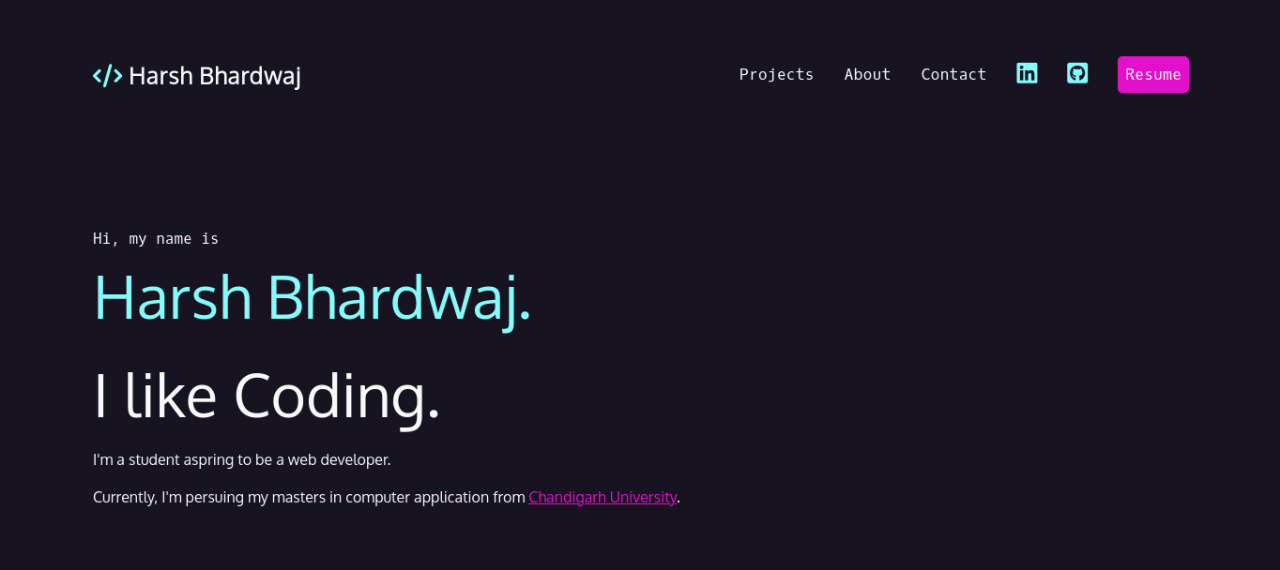 </> Harsh Bhardwaj
Projects About Contact Resume
Hi, my name is
Harsh Bhardwaj.
I like Coding.
I'm a student aspring to be a web developer.
Currently, I'm persuing my masters in computer application from Chandigarh University.